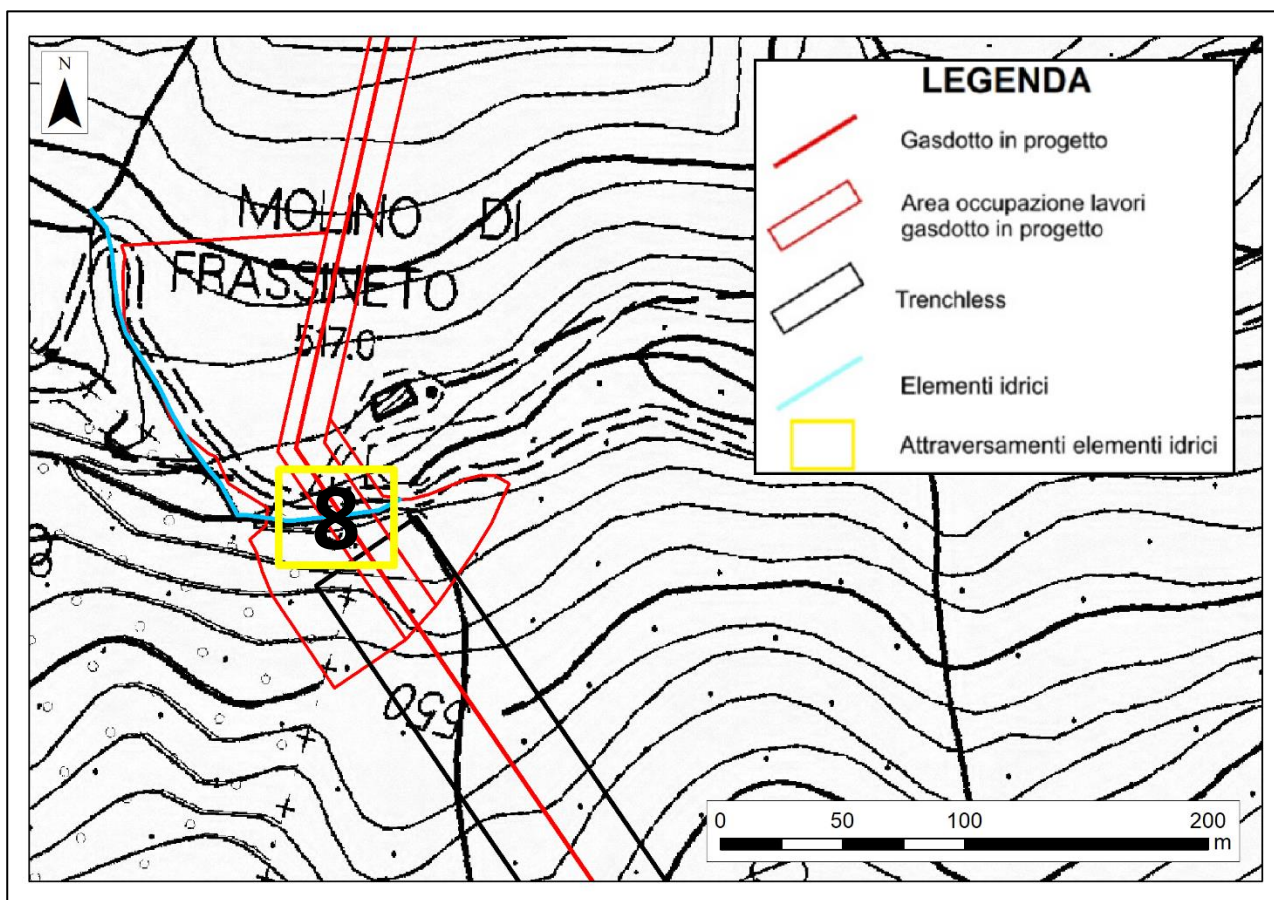 N
LEGENDA
Gasdotto in progetto
Area occupazione lavori
gasdotto in progetto
Trenchless
Elementi idrici
Attraversamenti elementi idrici
MOLINO DI
FRASSINETO
517.0
8
550
0 50 100 200
m